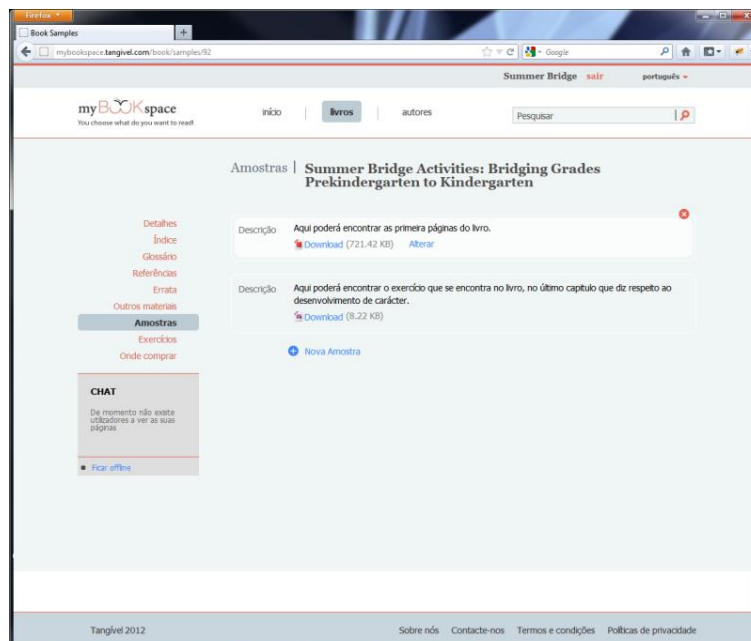 Firefox
Book Samples
mybookspace.tangivel.com/book/samples/92
Google
Summer Bridge sair português
myBOOKspace
You choose what do you want to read!
início livros autores
Pesquisar
Amostras | Summer Bridge Activities: Bridging Grades
Prekindergarten to Kindergarten
Detalhes
Índice
Glossário
Referências
Errata
Outros materiais
Amostras
Exercícios
Onde comprar
Descrição Aqui poderá encontrar as primeira páginas do livro.
Download (721.42 KB) Alterar
Descrição Aqui poderá encontrar o exercício que se encontra no livro, no último capitulo que diz respeito ao
desenvolvimento de carácter.
Download (8.22 KB)
Nova Amostra
CHAT
De momento não existe
utilizadores a ver as suas
páginas
Ficar offline
Tangível 2012 Sobre nós Contacte-nos Termos e condições Políticas de privacidade